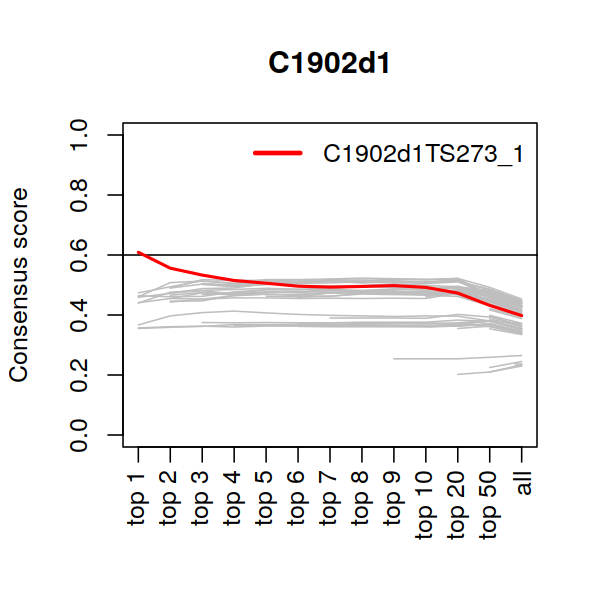 C1902d1
C1902d1TS273_1
Consensus score
1.0
0.8
0.6
0.4
0.2
0.0
top 1
top 2
top 3
top 4
top 5
top 6
top 7
top 8
top 9
top 10
top 20
top 50
all